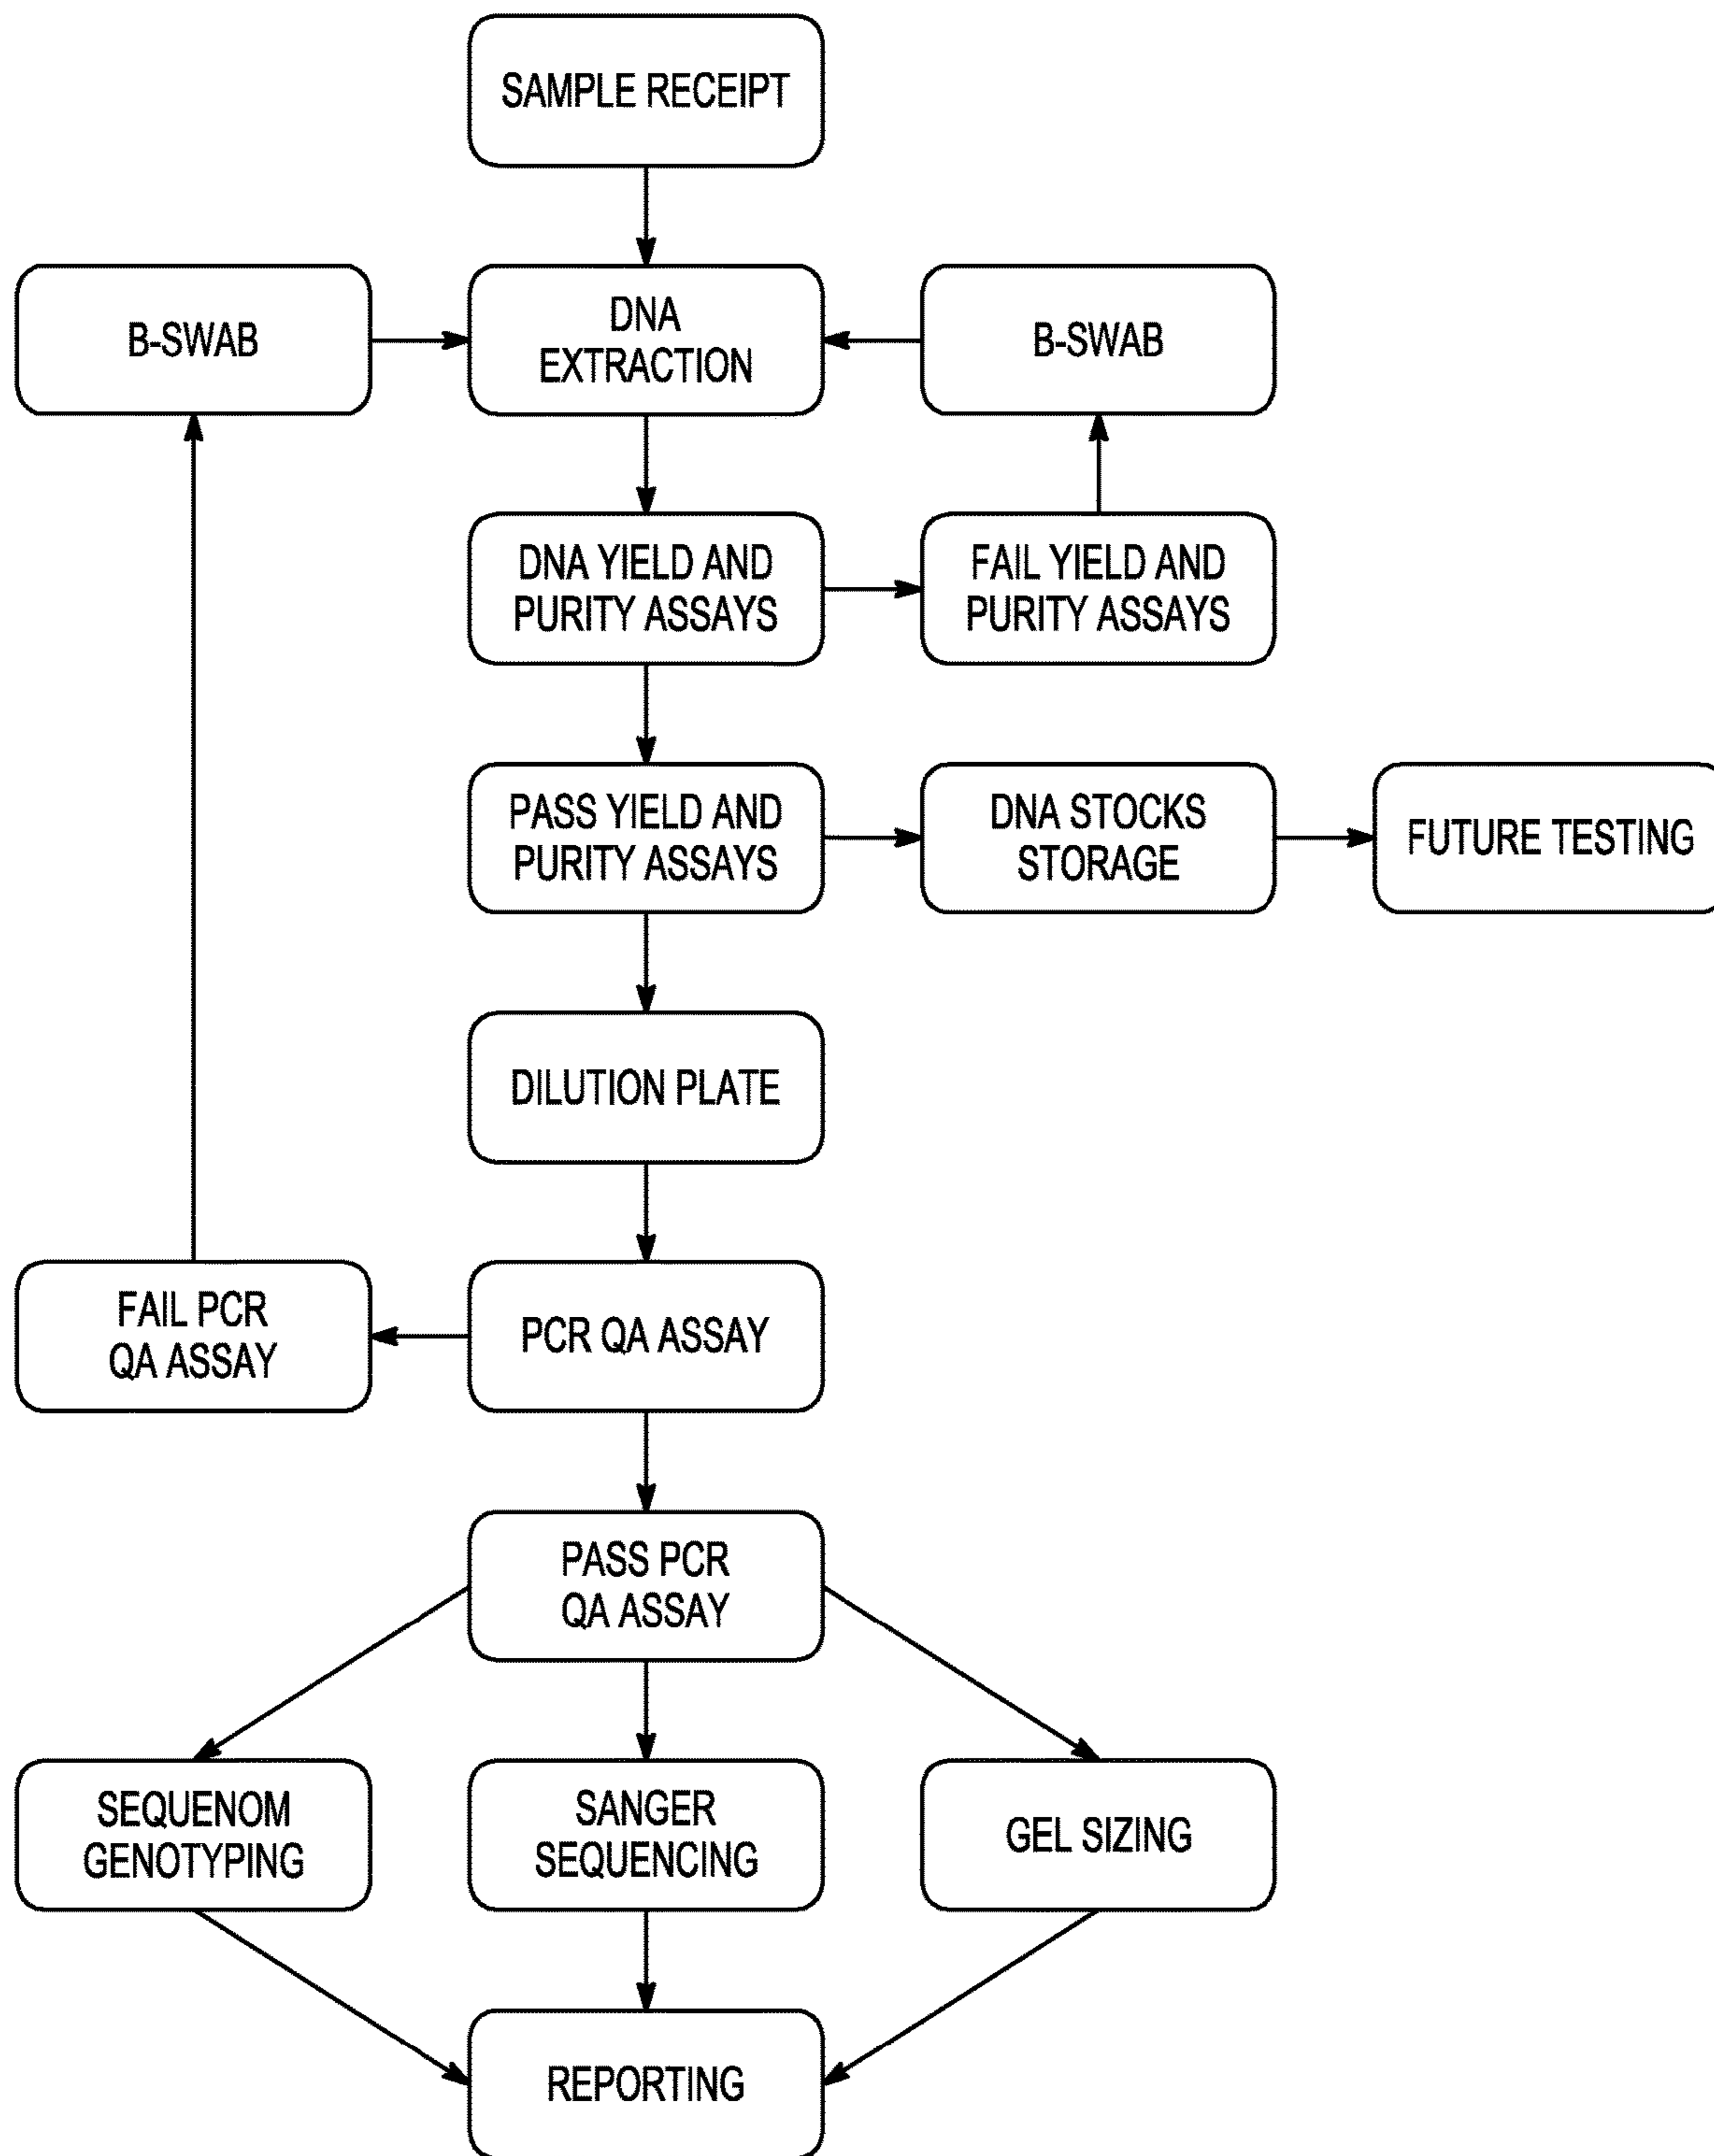 SAMPLE RECEIPT
B-SWAB
DNA
EXTRACTION
B-SWAB
DNA YIELD AND
PURITY ASSAYS
FAIL YIELD AND
PURITY ASSAYS
PASS YIELD AND
PURITY ASSAYS
DNA STOCKS
STORAGE
FUTURE TESTING
DILUTION PLATE
FAIL PCR
QA ASSAY
PCR QA ASSAY
PASS PCR
QA ASSAY
SEQUENOM
GENOTYPING
SANGER
SEQUENCING
GEL SIZING
REPORTING